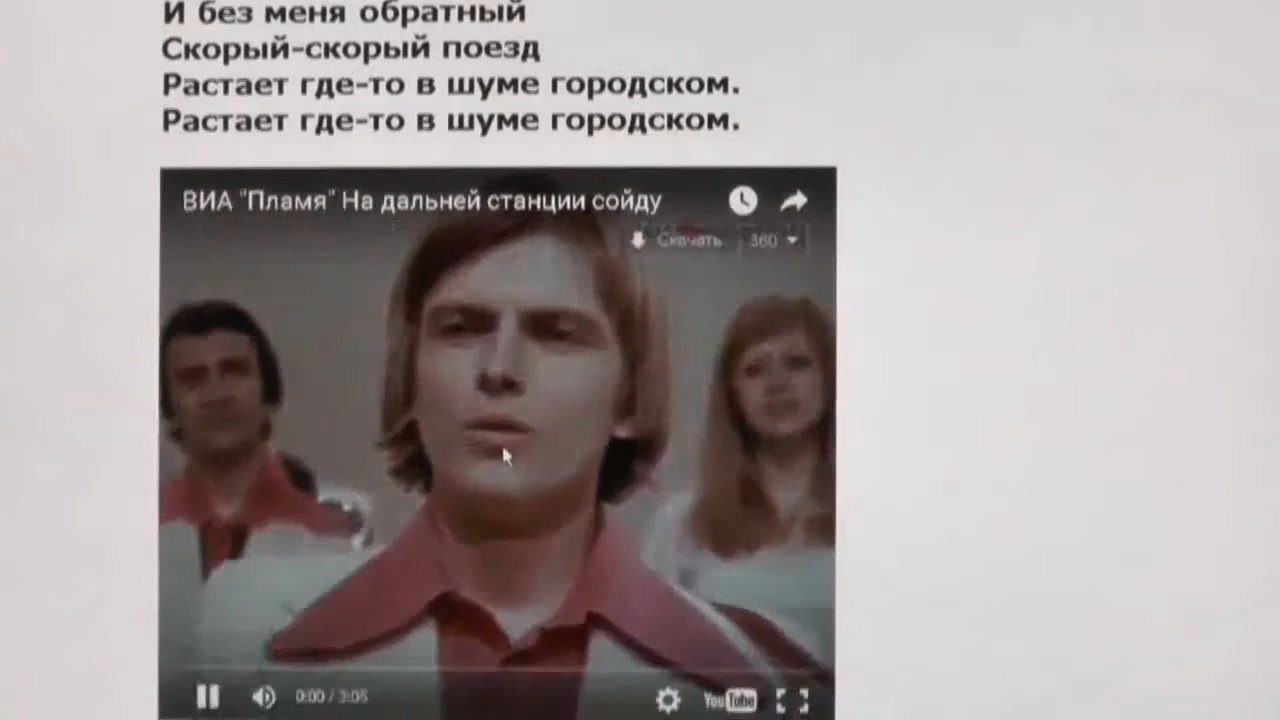 И без меня обратный
Скорый-скорый поезд
Растает где-то в шуме городском.
Растает где-то в шуме городском.
ВИА "Пламя" На дальней станции сойду
Скачать 360
0:00 / 3:05
YouTube